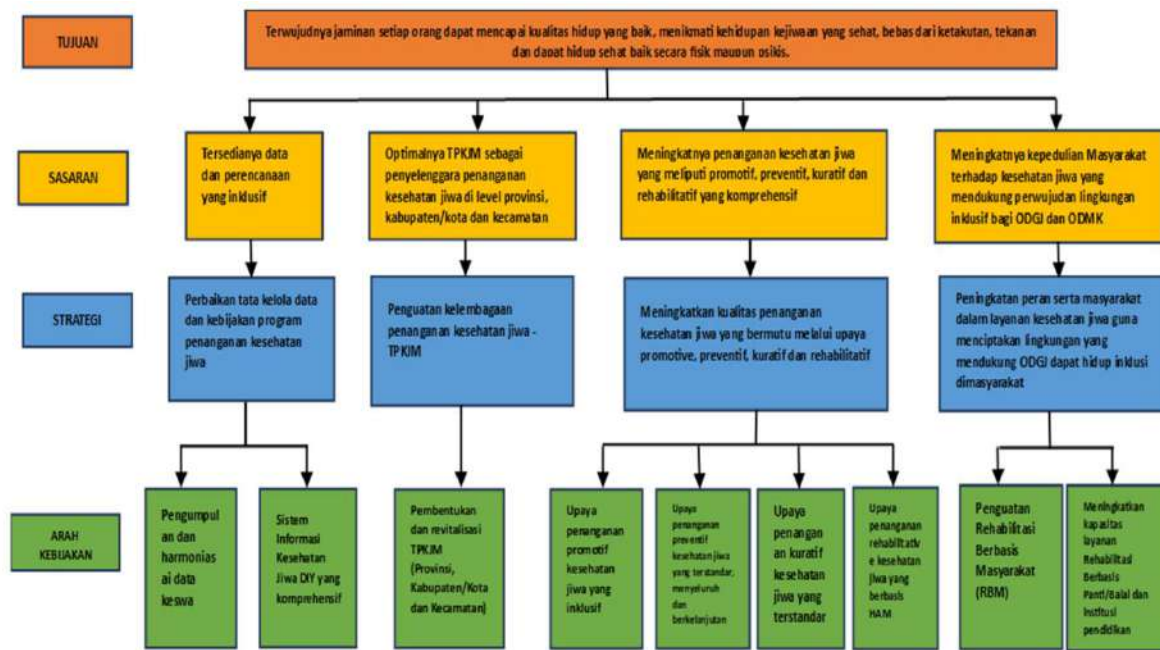 TUJUAN
Terwujudnya jaminan setiap orang dapat mencapai kualitas hidup yang baik, menikmati kehidupan kejiwaan yang sehat, bebas dari ketakutan, tekanan
dan dapat hidup sehat baik secara fisik maupun psikis.
SASARAN
Tersedianya data
dan perencanaan
yang inklusif
Optimalnya TPKJM sebagai
penyelenggara penanganan
kesehatan jiwa di level provinsi,
kabupaten/kota dan kecamatan
Meningkatnya penanganan kesehatan jiwa
yang meliputi promotif, preventif, kuratif dan
rehabilitatif yang komprehensif
Meningkatnya kepedulian Masyarakat
terhadap kesehatan jiwa yang
mendukung perwujudan lingkungan
inklusif bagi ODGJ dan ODMK
STRATEGI
Perbaikan tata kelola data
dan kebijakan program
penanganan kesehatan
jiwa
Penguatan kelembagaan
penanganan kesehatan jiwa -
TPKJM
Meningkatkan kualitas penanganan
kesehatan jiwa yang bermutu melalui upaya
promotive, preventif, kuratif dan rehabilitatif
Peningkatan peran serta masyarakat
dalam layanan kesehatan jiwa guna
menciptakan lingkungan yang
mendukung ODGJ dapat hidup inklusi
dimasyarakat
ARAH
KEBIJAKAN
Pengumpul
an dan
harmonias
ai data
keswa
Sistem
Informasi
Kesehatan
Jiwa DIY yang
komprehensif
Pembentukan
dan revitalisasi
TPKJM
(Provinsi,
Kabupaten/Kota
dan Kecamatan)
Upaya
penanganan
promotif
kesehatan
jiwa yang
inklusif
Upaya
penanganan
preventif
kesehatan jiwa
yang terstandar,
menyeluruh
dan
berkelanjutan
Upaya
penangan
an kuratif
kesehatan
jiwa yang
terstandar
Upaya
penanganan
rehabilitativ
e kesehatan
jiwa yang
berbasis
HAM
Penguatan
Rehabilitasi
Berbasis
Masyarakat
(RBM)
Meningkatkan
kapasitas
layanan
Rehabilitasi
Berbasis
Panti/Balai dan
Institusi
pendidikan